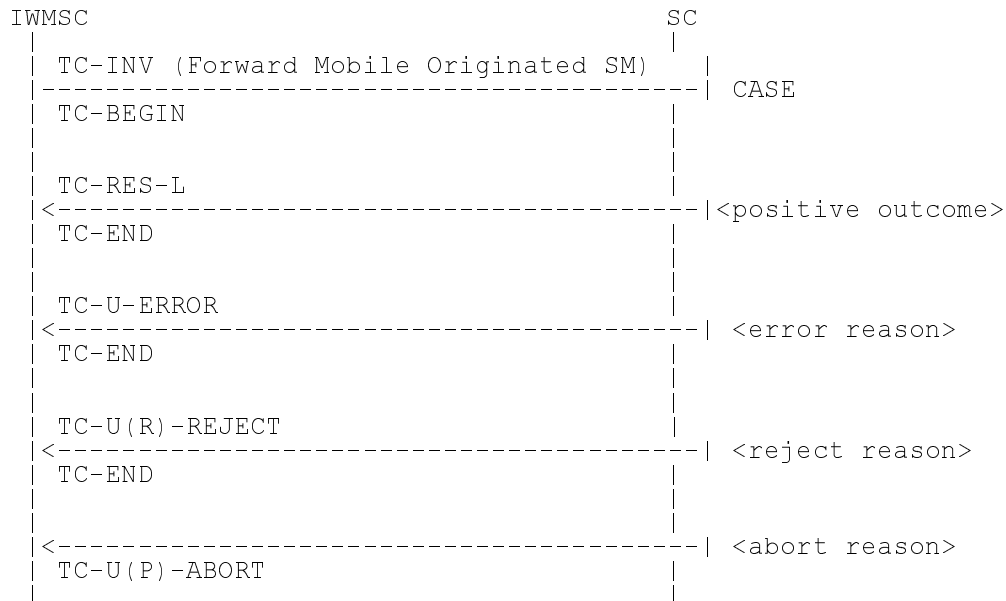 IWMSC SC
TC-INV (Forward Mobile Originated SM)
CASE
TC-BEGIN
TC-RES-L
<positive outcome>
TC-END
TC-U-ERROR
<error reason>
TC-END
TC-U(R)-REJECT
<reject reason>
TC-END
<abort reason>
TC-U(P)-ABORT